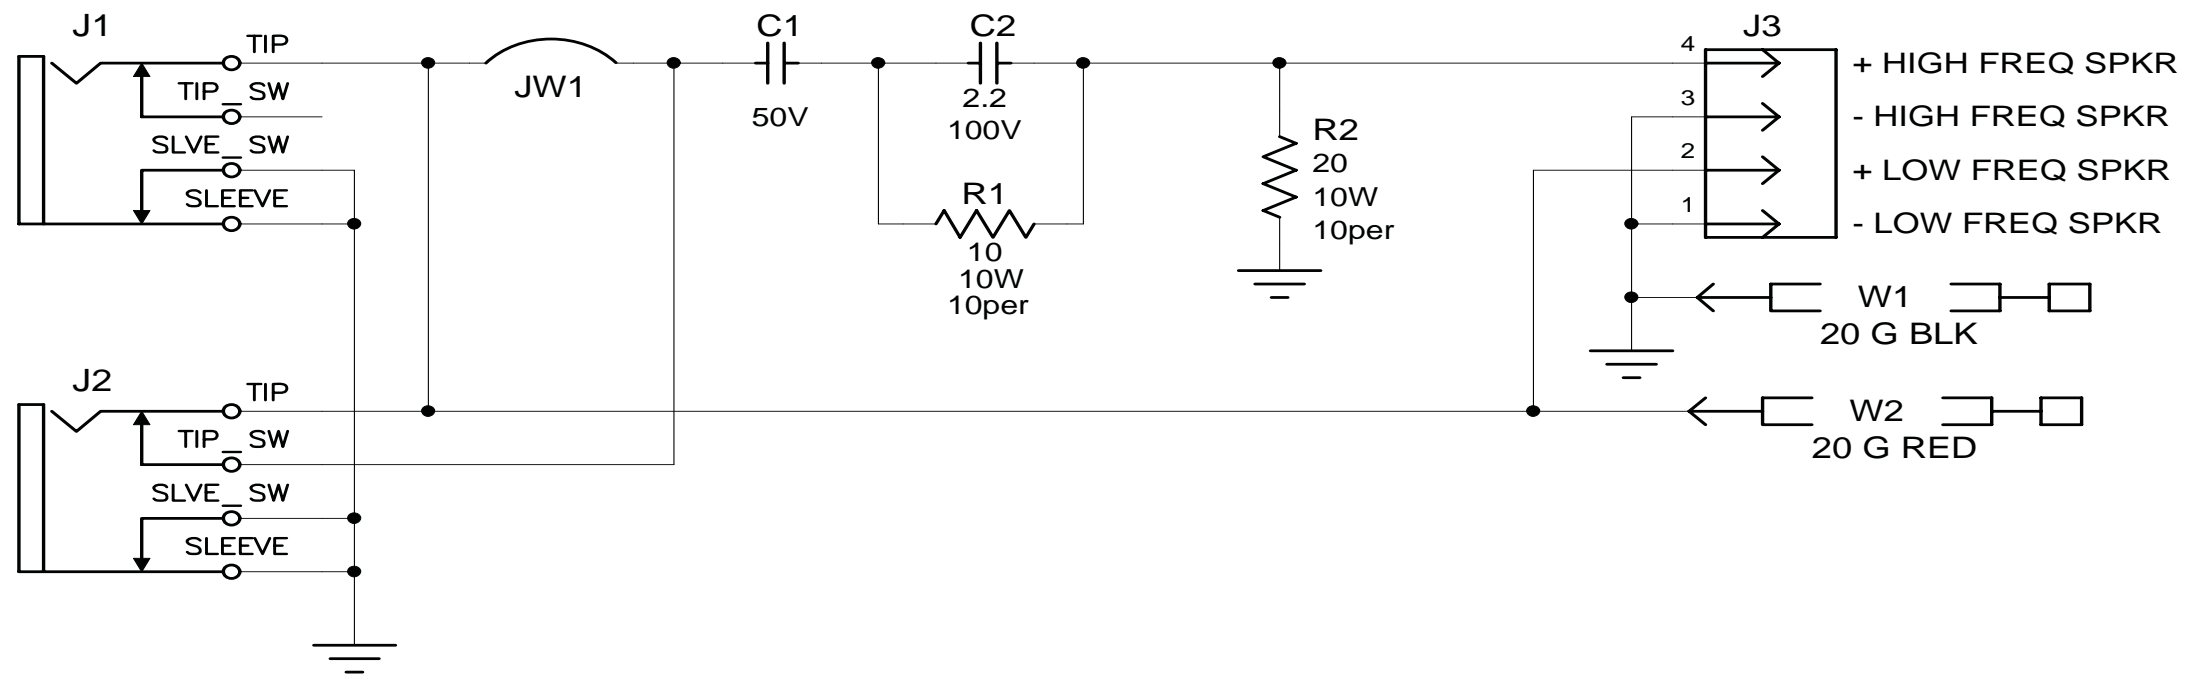 J1
TIP
TIP_SW
SLVE_SW
SLEEVE
JW1
C1
50V
C2
2.2
100V
R1
10
10W
10per
R2
20
10W
10per
J3
4
+ HIGH FREQ SPKR
3
- HIGH FREQ SPKR
2
+ LOW FREQ SPKR
1
- LOW FREQ SPKR
W1
20 G BLK
W2
20 G RED
J2
TIP
TIP_SW
SLVE_SW
SLEEVE